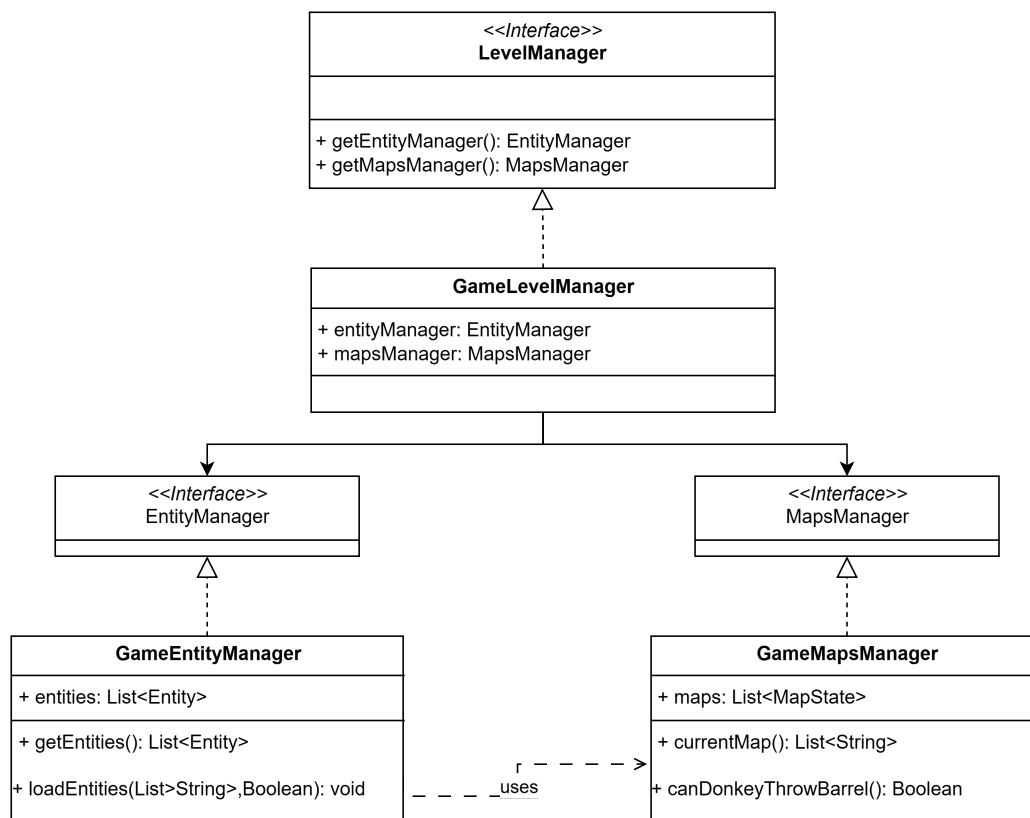 <<Interface>>
LevelManager
+ getEntityManager(): EntityManager
+ getMapsManager(): MapsManager
GameLevelManager
+ entityManager: EntityManager
+ mapsManager: MapsManager
<<Interface>>
EntityManager
<<Interface>>
MapsManager
GameEntityManager
+ entities: List<Entity>
+ getEntities(): List<Entity>
+ loadEntities(List>String>,Boolean): void
uses
GameMapsManager
+ maps: List<MapState>
+ currentMap(): List<String>
+ canDonkeyThrowBarrel(): Boolean